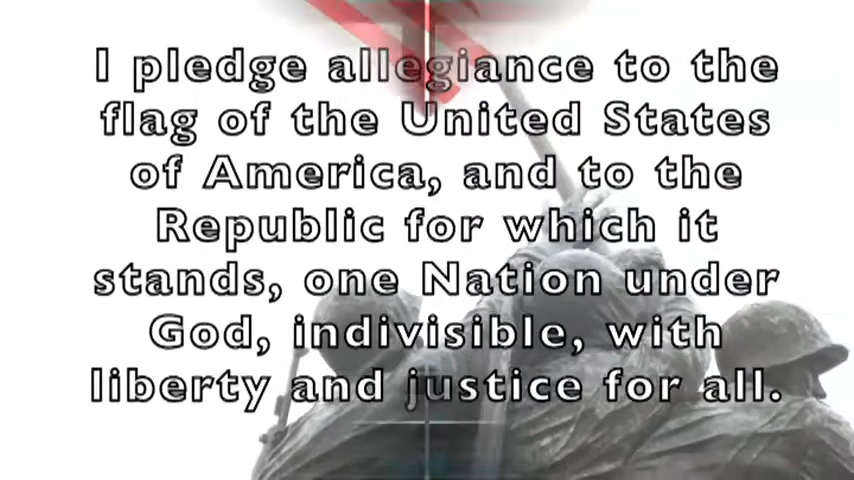 I pledge allegiance to the
flag of the United States
of America, and to the
Republic for which it
stands, one Nation under
God, indivisible, with
liberty and justice for all.